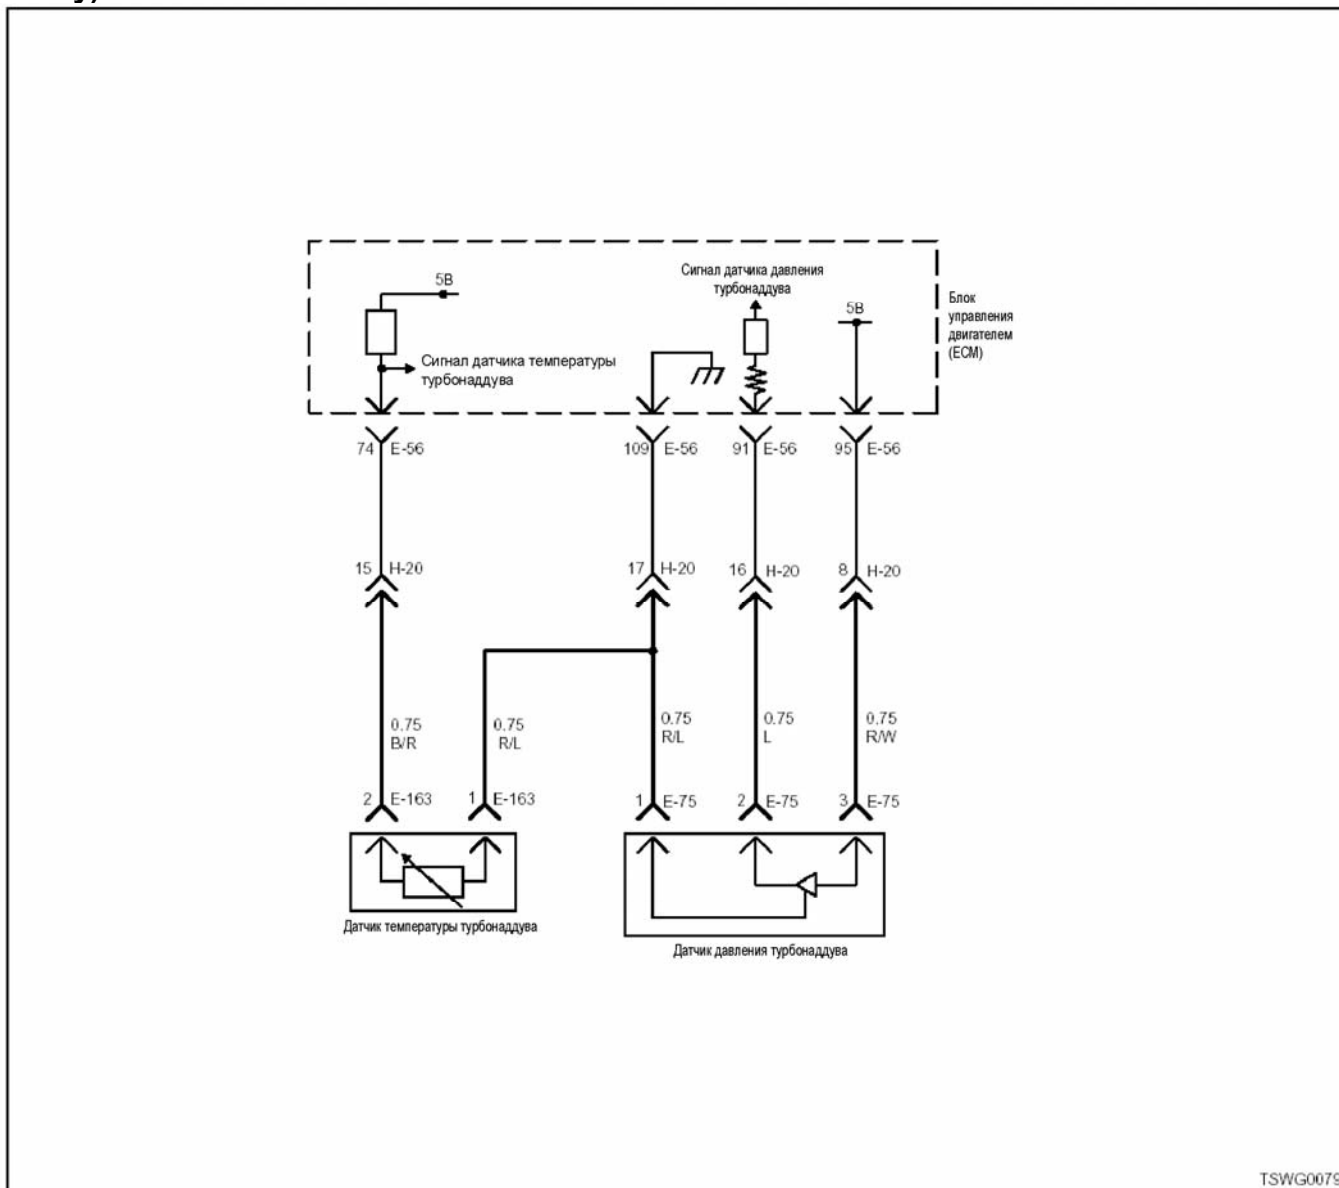 5В
Сигнал датчика давления
турбонаддува
5В
Блок
управления
двигателем
(ECM)
Сигнал датчика температуры
турбонаддува
74 E-56
109 E-56
91 E-56
95 E-56
15 H-20
17 H-20
16 H-20
8 H-20
0.75
B/R
0.75
R/L
0.75
R/L
0.75
L
0.75
R/W
2 E-163
1 E-163
1 E-75
2 E-75
3 E-75
Датчик температуры турбонаддува
Датчик давления турбонаддува
TSWG0079